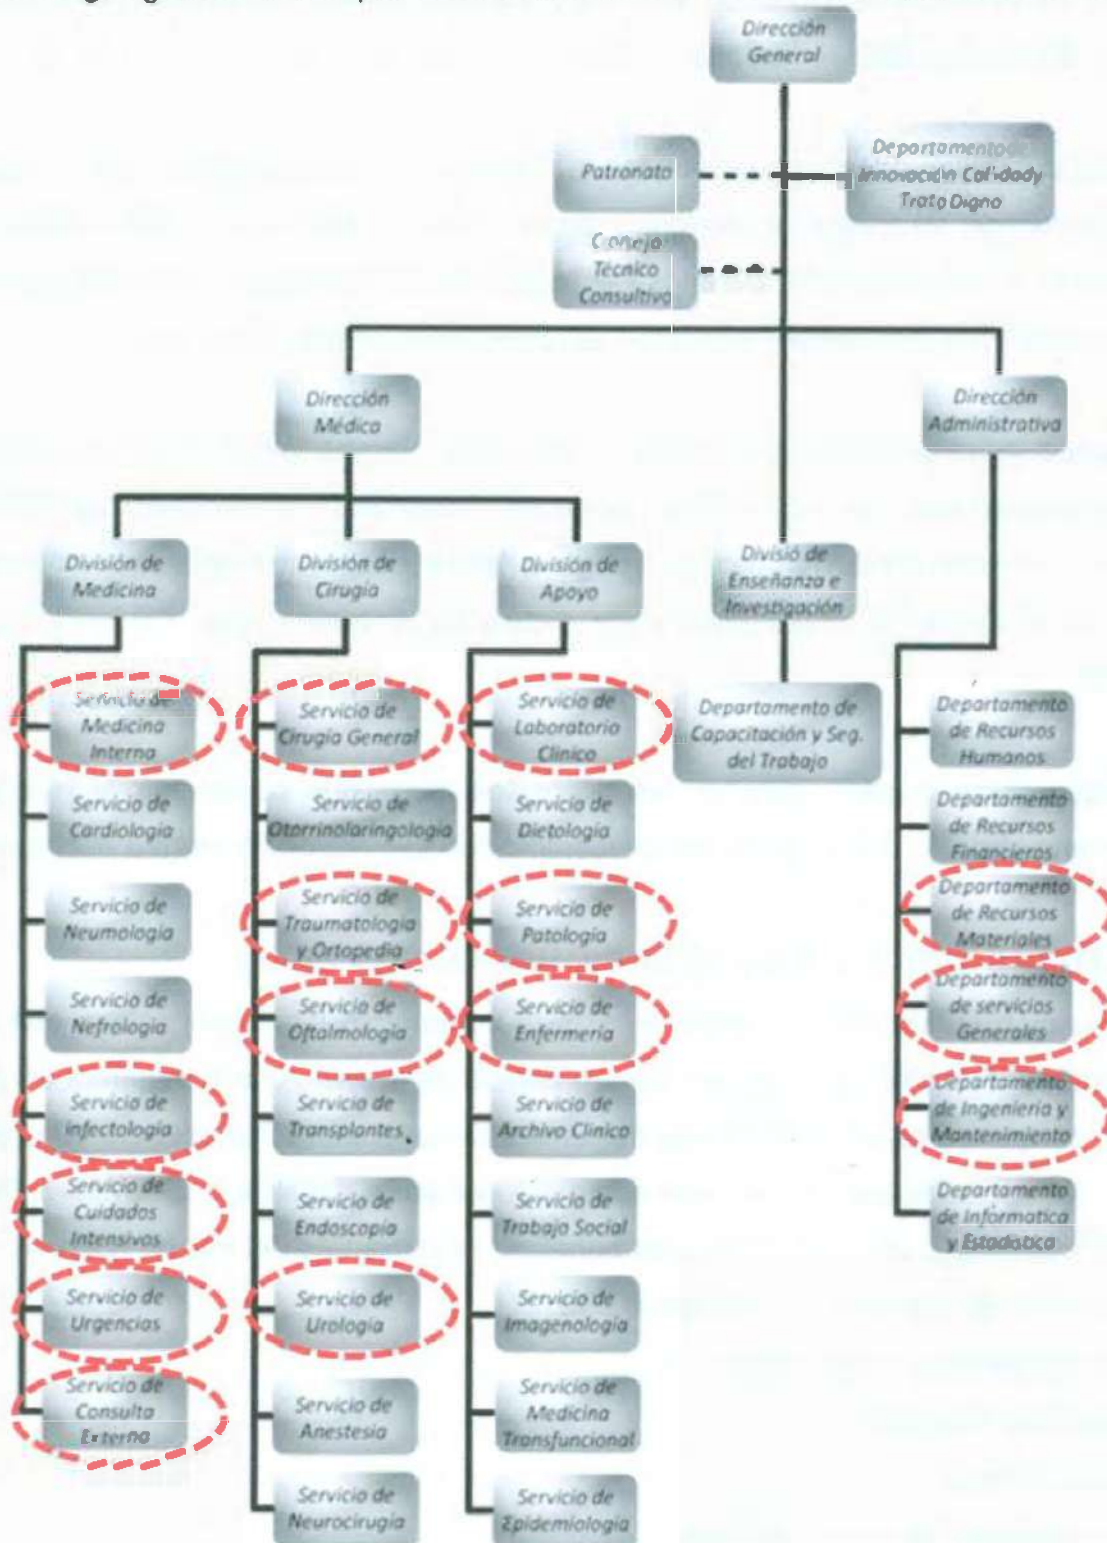 Dirección
General
Patronato
Departamento de
Innovación Calidad y
Trato Digno
Consejo
Técnico
Consultivo
Dirección
Médica
Dirección
Administrativa
División de
Medicina
División de
Cirugía
División de
Apoyo
Divisió de
Enseñanza e
Investigación
Servicio de
Medicina
Interna
Servicio de
Cardiología
Servicio de
Neumología
Servicio de
Nefrología
Servicio de
infectología
Servicio de
Cuidados
Intensivos
Servicio de
Urgencias
Servicio de
Consulta
Externa
Servicio de
Cirugía General
Servicio de
Otorrinolaringología
Servicio de
Traumatología
y Ortopedia
Servicio de
Oftalmología
Servicio de
Transplantes
Servicio de
Endoscopia
Servicio de
Urología
Servicio de
Anestesia
Servicio de
Neurocirugía
Servicio de
Laboratorio
Clínico
Servicio de
Dietología
Servicio de
Patología
Servicio de
Enfermería
Servicio de
Archivo Clínico
Servicio de
Trabajo Social
Servicio de
Imagenología
Servicio de
Medicina
Transfuncional
Servicio de
Epidemiología
Departamento de
Capacitación y Seg.
del Trabajo
Departamento
de Recursos
Humanos
Departamento
de Recursos
Financieros
Departamento
de Recursos
Materiales
Departamento
de servicios
Generales
Departamento
de Ingeniería y
Mantenimiento
Departamento
de Informatica
y Estadistica